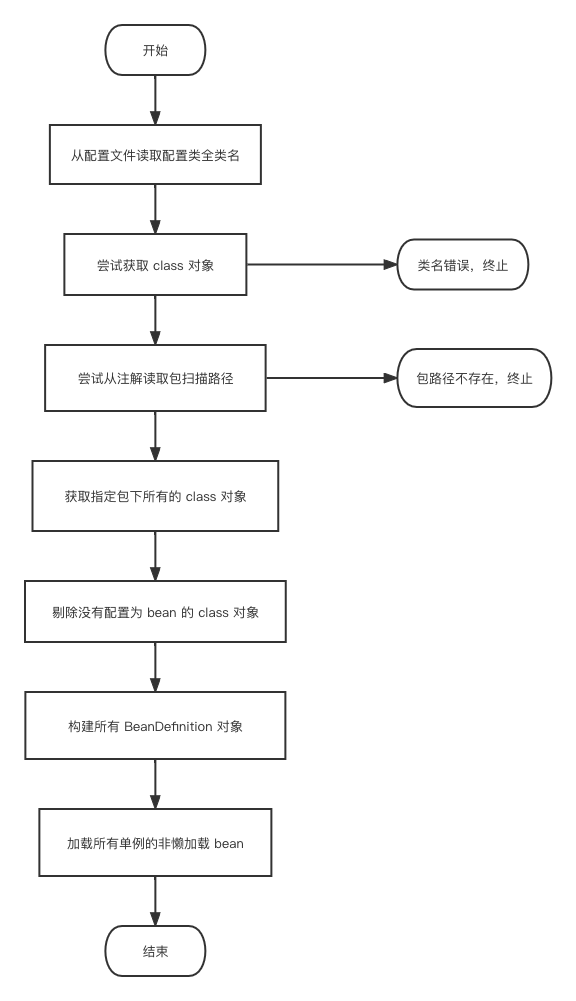 开始
从配置文件读取配置类全类名
尝试获取 class 对象
类名错误，终止
尝试从注解读取包扫描路径
包路径不存在，终止
获取指定包下所有的 class 对象
剔除没有配置为 bean 的 class 对象
构建所有 BeanDefinition 对象
加载所有单例的非懒加载 bean
结束